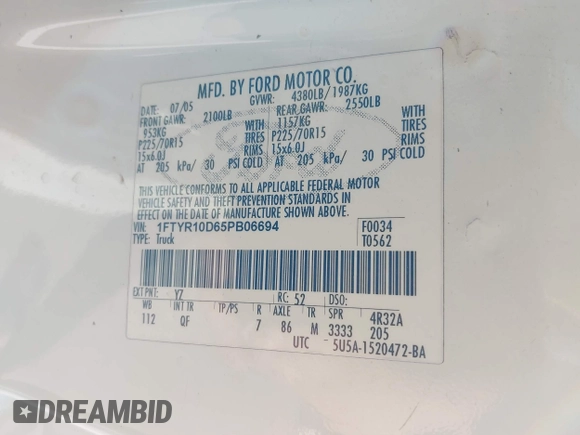 MFD. BY FORD MOTOR CO.
DATE: 07/05 GVWR: 4380LB/1987KG
FRONT GAWR: 2100LB REAR GAWR: 2550LB
953KG 1157KG
P225/70R15 TIRES P225/70R15 TIRES
15x6.0J RIMS 15x6.0J RIMS
AT 205 kPa/ 30 PSI COLD AT 205 kPa/ 30 PSI COLD
THIS VEHICLE CONFORMS TO ALL APPLICABLE FEDERAL MOTOR
VEHICLE SAFETY AND THEFT PREVENTION STANDARDS IN
EFFECT ON THE DATE OF MANUFACTURE SHOWN ABOVE.
VIN: 1FTYR10D65PB06694 F0034
TYPE: Truck T0562
EXT PNT: YZ RC: 52 DSO:
WB INT TR TP/PS R AXLE TR SPR 4R32A
112 QF 7 86 M 3333 205
UTC 5U5A-1520472-BA
Ford
DREAMBID
DREAMBID